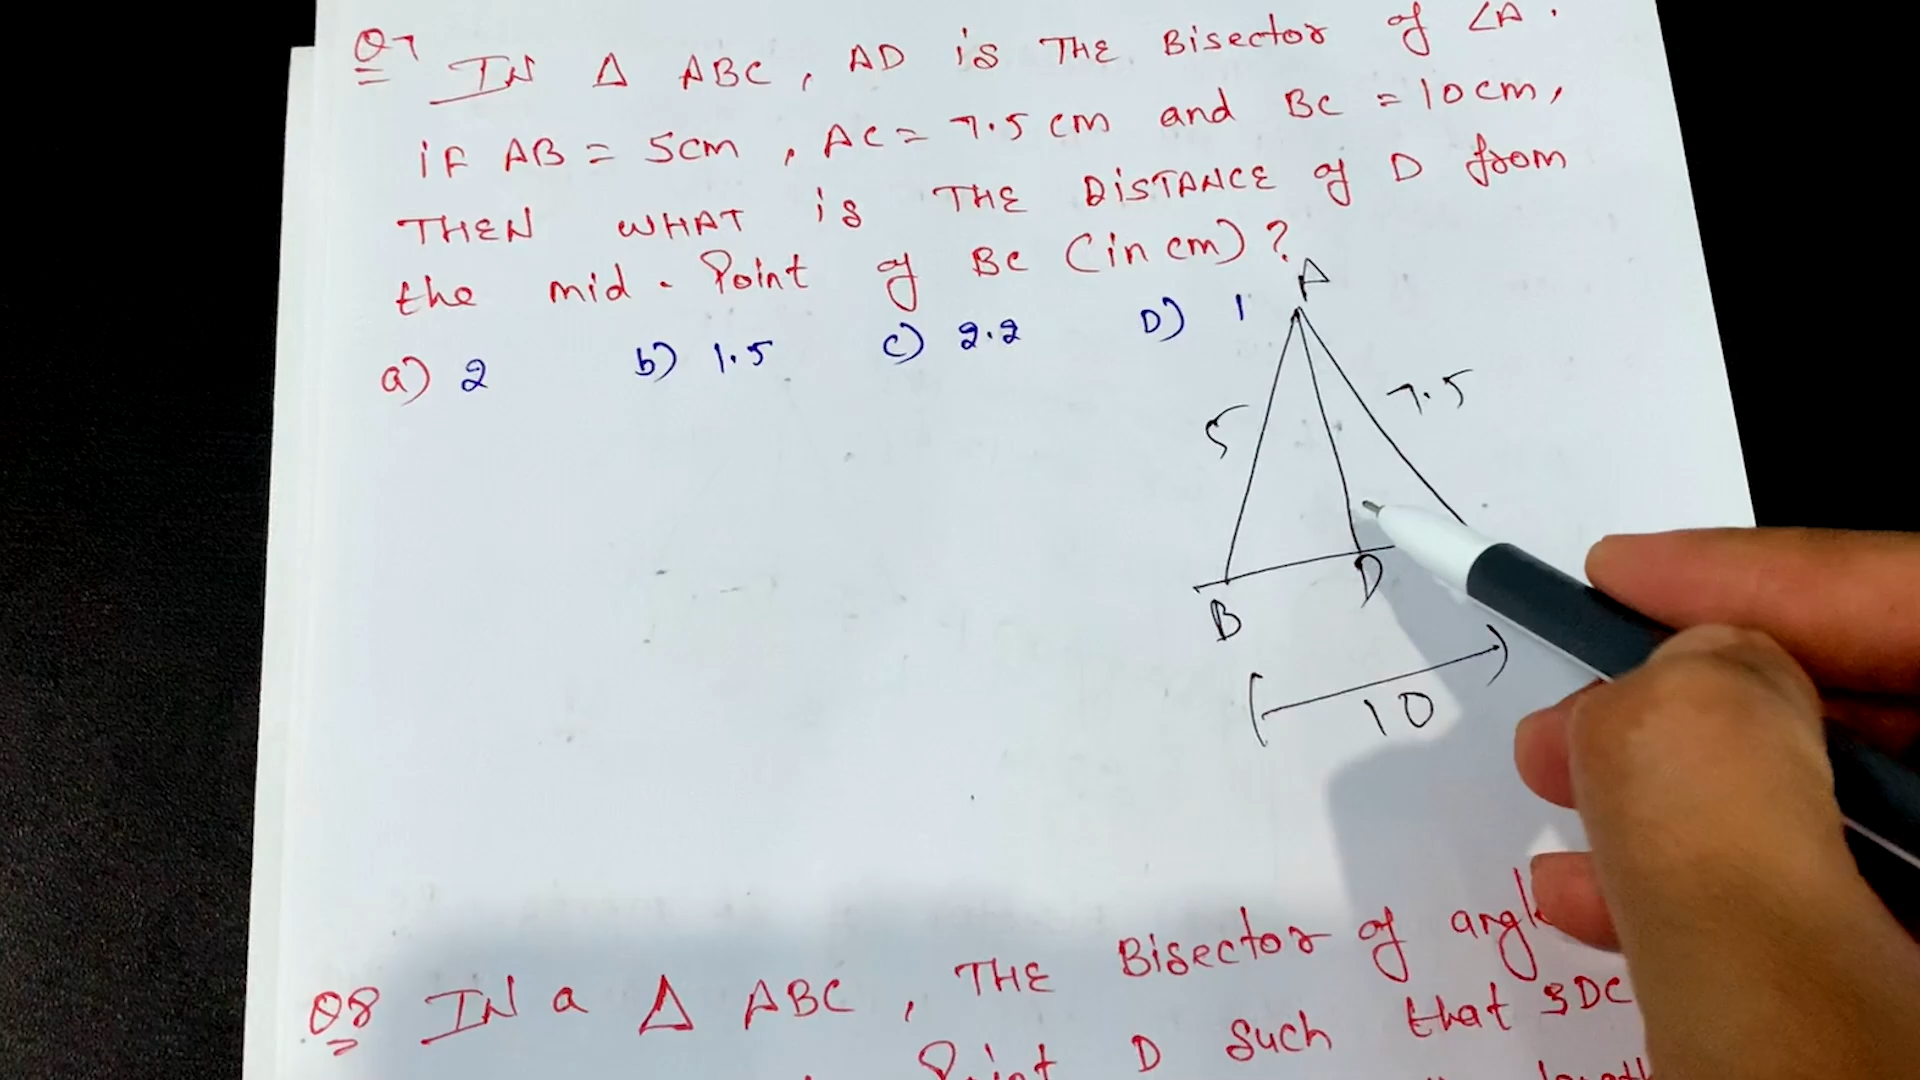 Q7 IN Δ ABC, AD is THE Bisector of ∠A.
iF AB = 5cm, AC = 7.5 cm and BC = 10cm,
THEN WHAT is THE DISTANCE of D from
the mid. Point of BC (in cm)?
a) 2 b) 1.5 c) 2.2 D) 1
A
5 7.5
B D
10
Q8 IN a Δ ABC, THE Bisector of
Point D such that